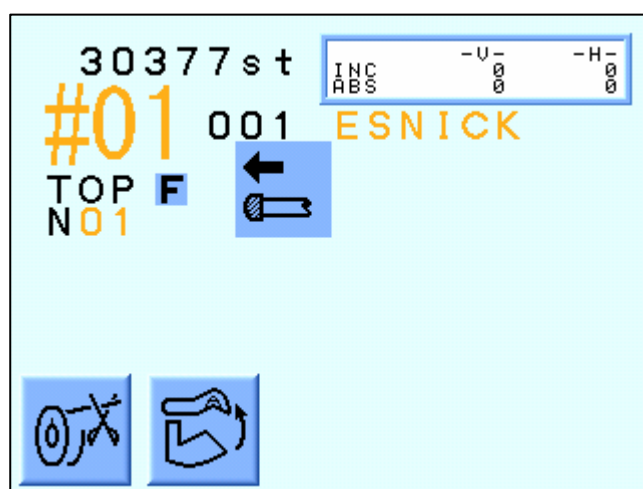 30377st
-V- -H-
INC 0 0
ABS 0 0
#01 001 ESNICK
TOP F
N01